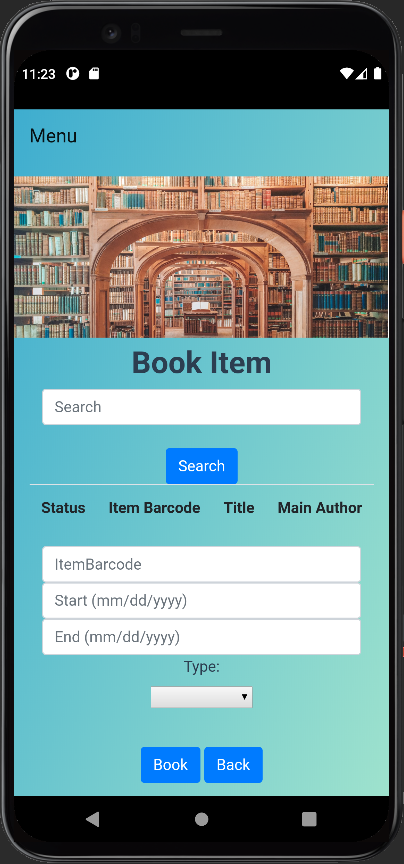 11:23
Menu
Book Item
Search
Search
Status Item Barcode Title Main Author
ItemBarcode
Start (mm/dd/yyyy)
End (mm/dd/yyyy)
Type:
Book Back